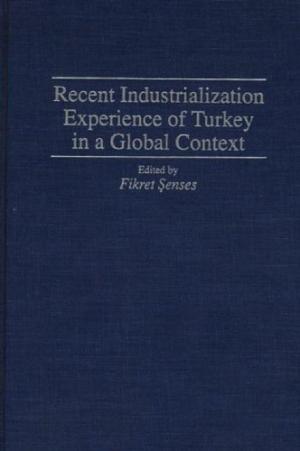 Recent Industrialization
Experience of Turkey
in a Global Context
Edited by
Fikret Şenses